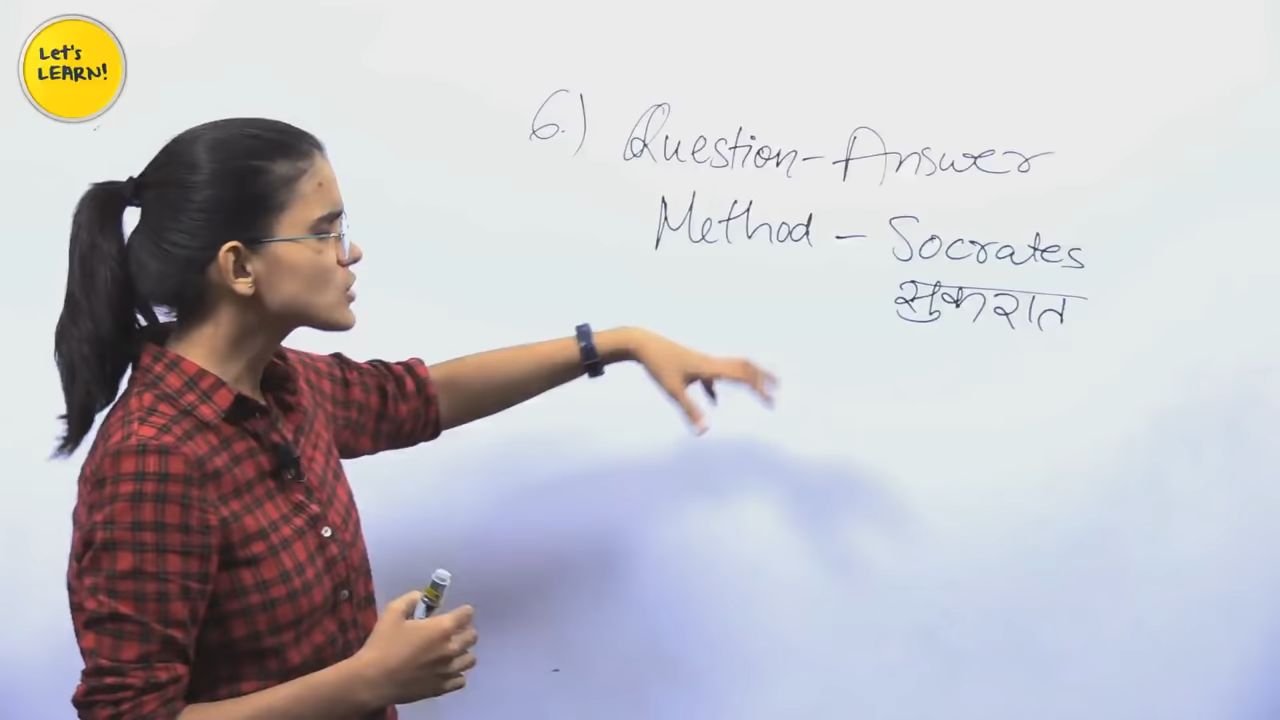 Let's
LEARN!
6.) Question-Answer
Method - Socrates
सुकरात